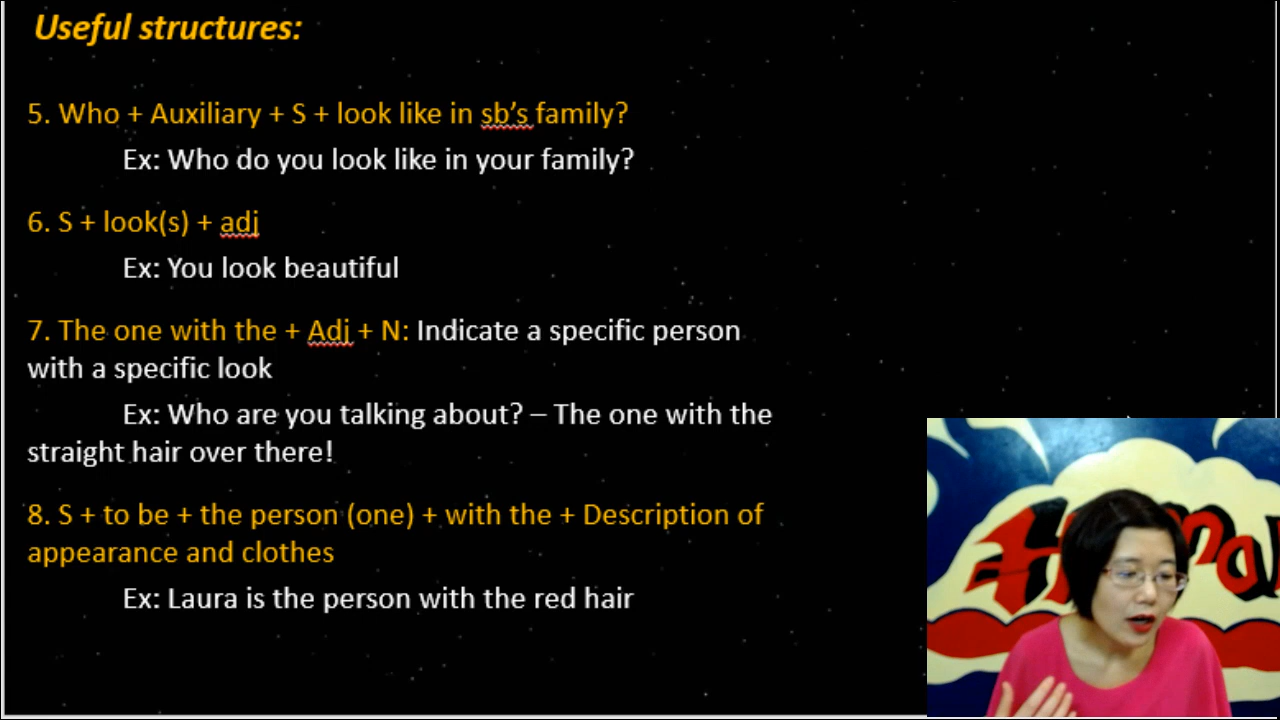 Useful structures:
5. Who + Auxiliary + S + look like in sb’s family?
Ex: Who do you look like in your family?
6. S + look(s) + adj
Ex: You look beautiful
7. The one with the + Adj + N: Indicate a specific person
with a specific look
Ex: Who are you talking about? – The one with the
straight hair over there!
8. S + to be + the person (one) + with the + Description of
appearance and clothes
Ex: Laura is the person with the red hair